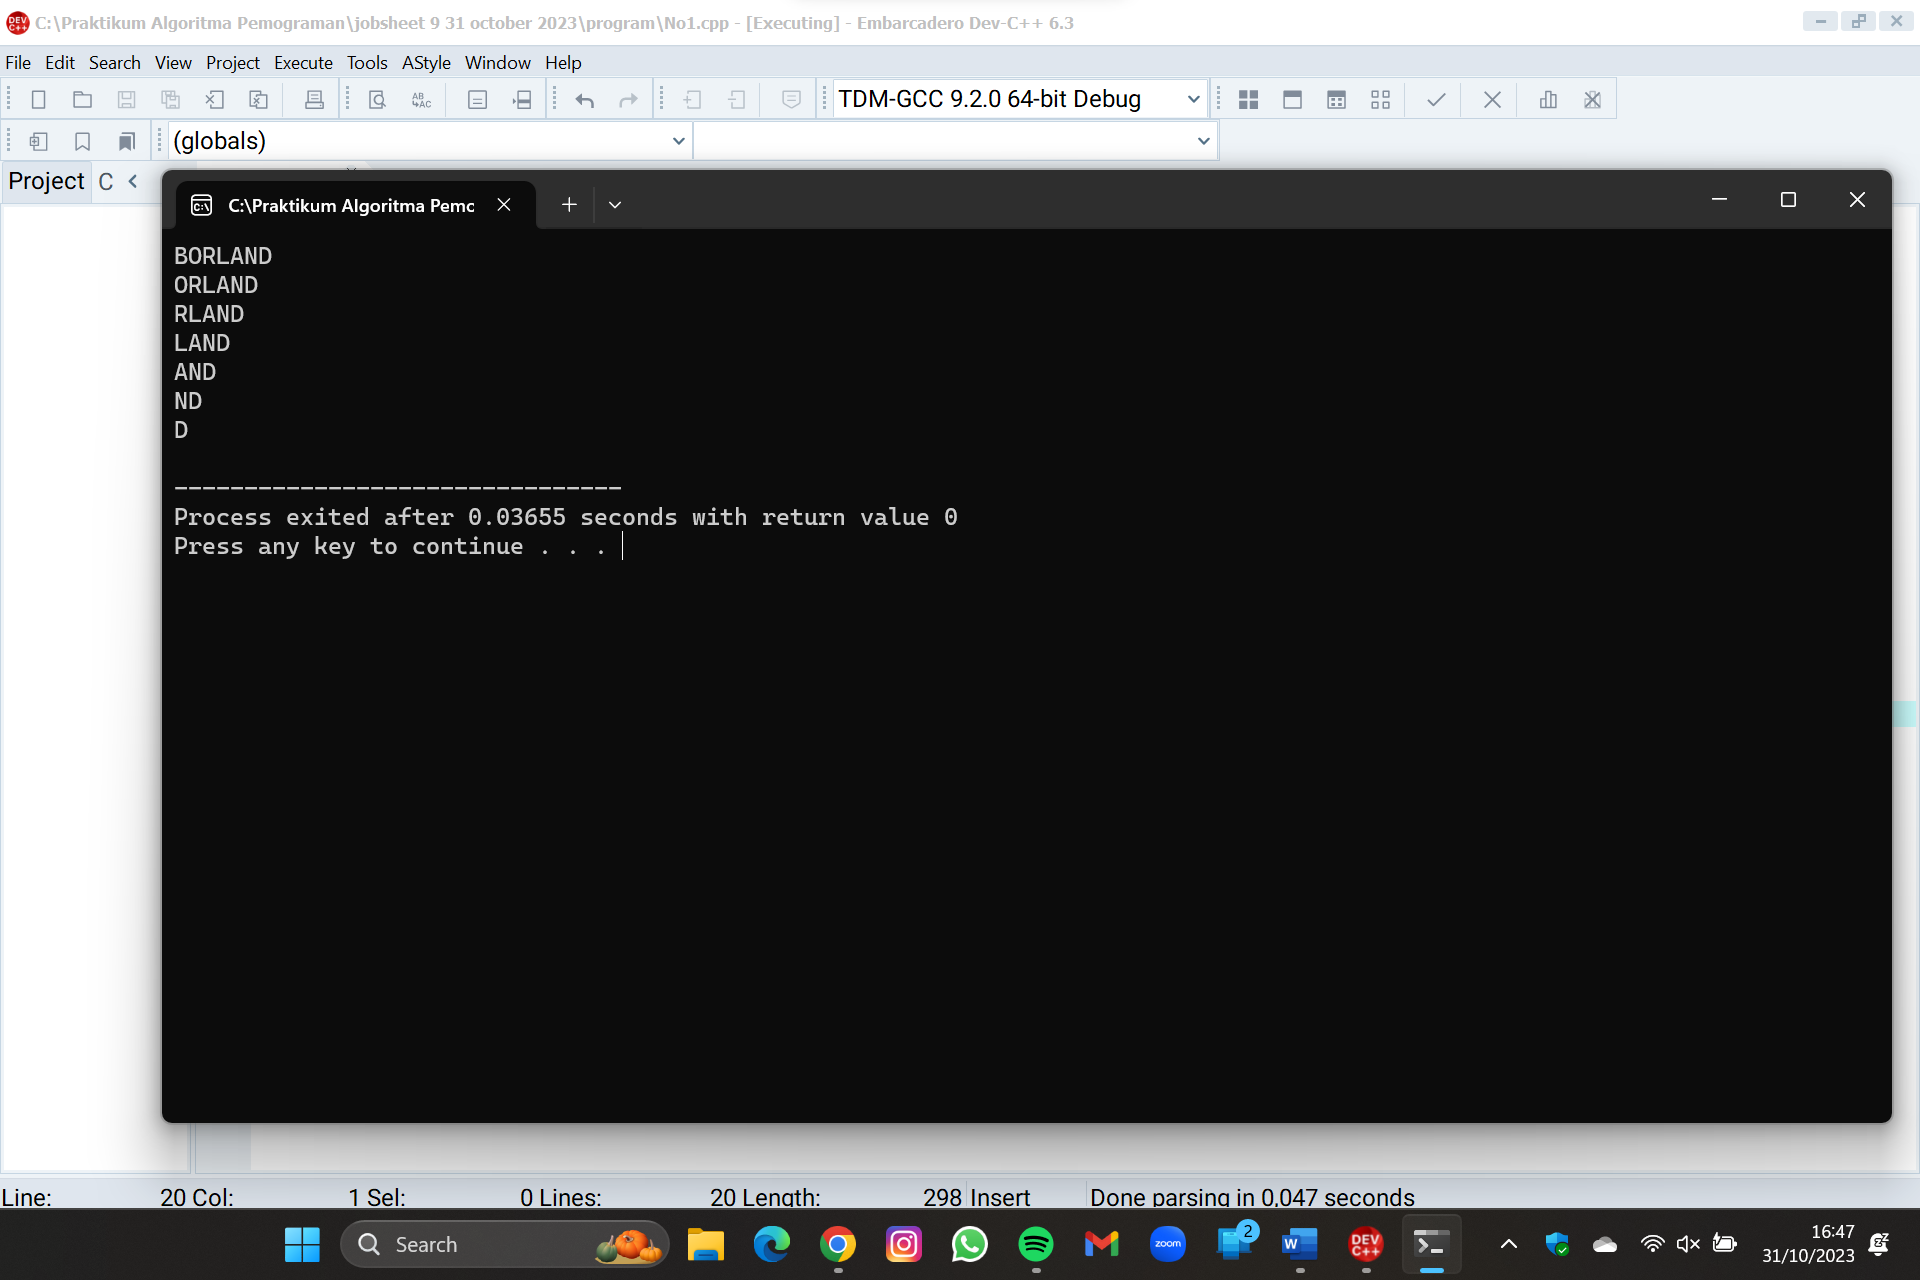 C:\Praktikum Algoritma Pemograman\jobsheet 9 31 october 2023\program\No1.cpp - [Executing] - Embarcadero Dev-C++ 6.3
File Edit Search View Project Execute Tools AStyle Window Help
TDM-GCC 9.2.0 64-bit Debug
(globals)
Project C
C:\Praktikum Algoritma Pemc
BORLAND
ORLAND
RLAND
LAND
AND
ND
D
--------------------------------
Process exited after 0.03655 seconds with return value 0
Press any key to continue . . .
Line: 20 Col: 1 Sel: 0 Lines: 20 Length: 298 Insert Done parsing in 0,047 seconds
Search
zoom
2
W
DEV C++
16:47
31/10/2023